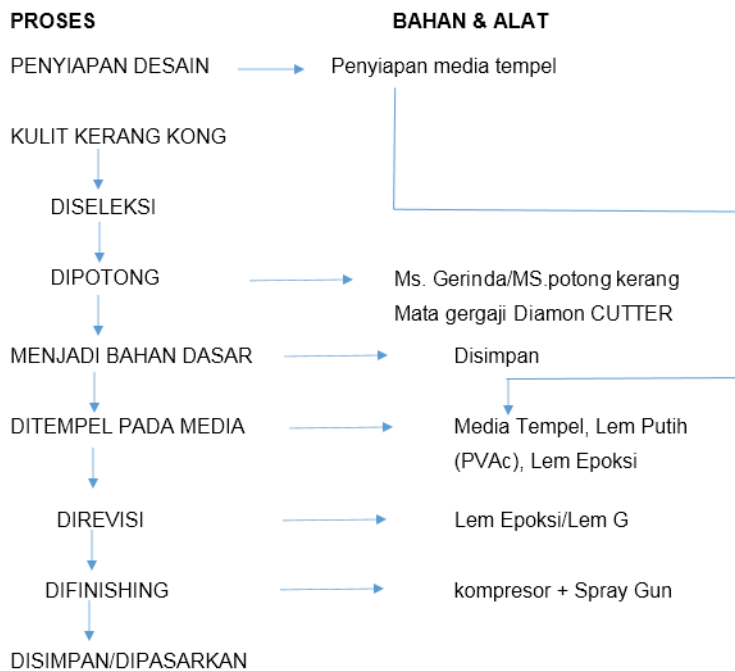 PROSES BAHAN & ALAT
PENYIAPAN DESAIN Penyiapan media tempel
KULIT KERANG KONG
DISELEKSI
DIPOTONG Ms. Gerinda/MS.potong kerang
Mata gergaji Diamon CUTTER
MENJADI BAHAN DASAR Disimpan
DITEMPEL PADA MEDIA Media Tempel, Lem Putih
(PVAc), Lem Epoksi
DIREVISI Lem Epoksi/Lem G
DIFINISHING kompresor + Spray Gun
DISIMPAN/DIPASARKAN